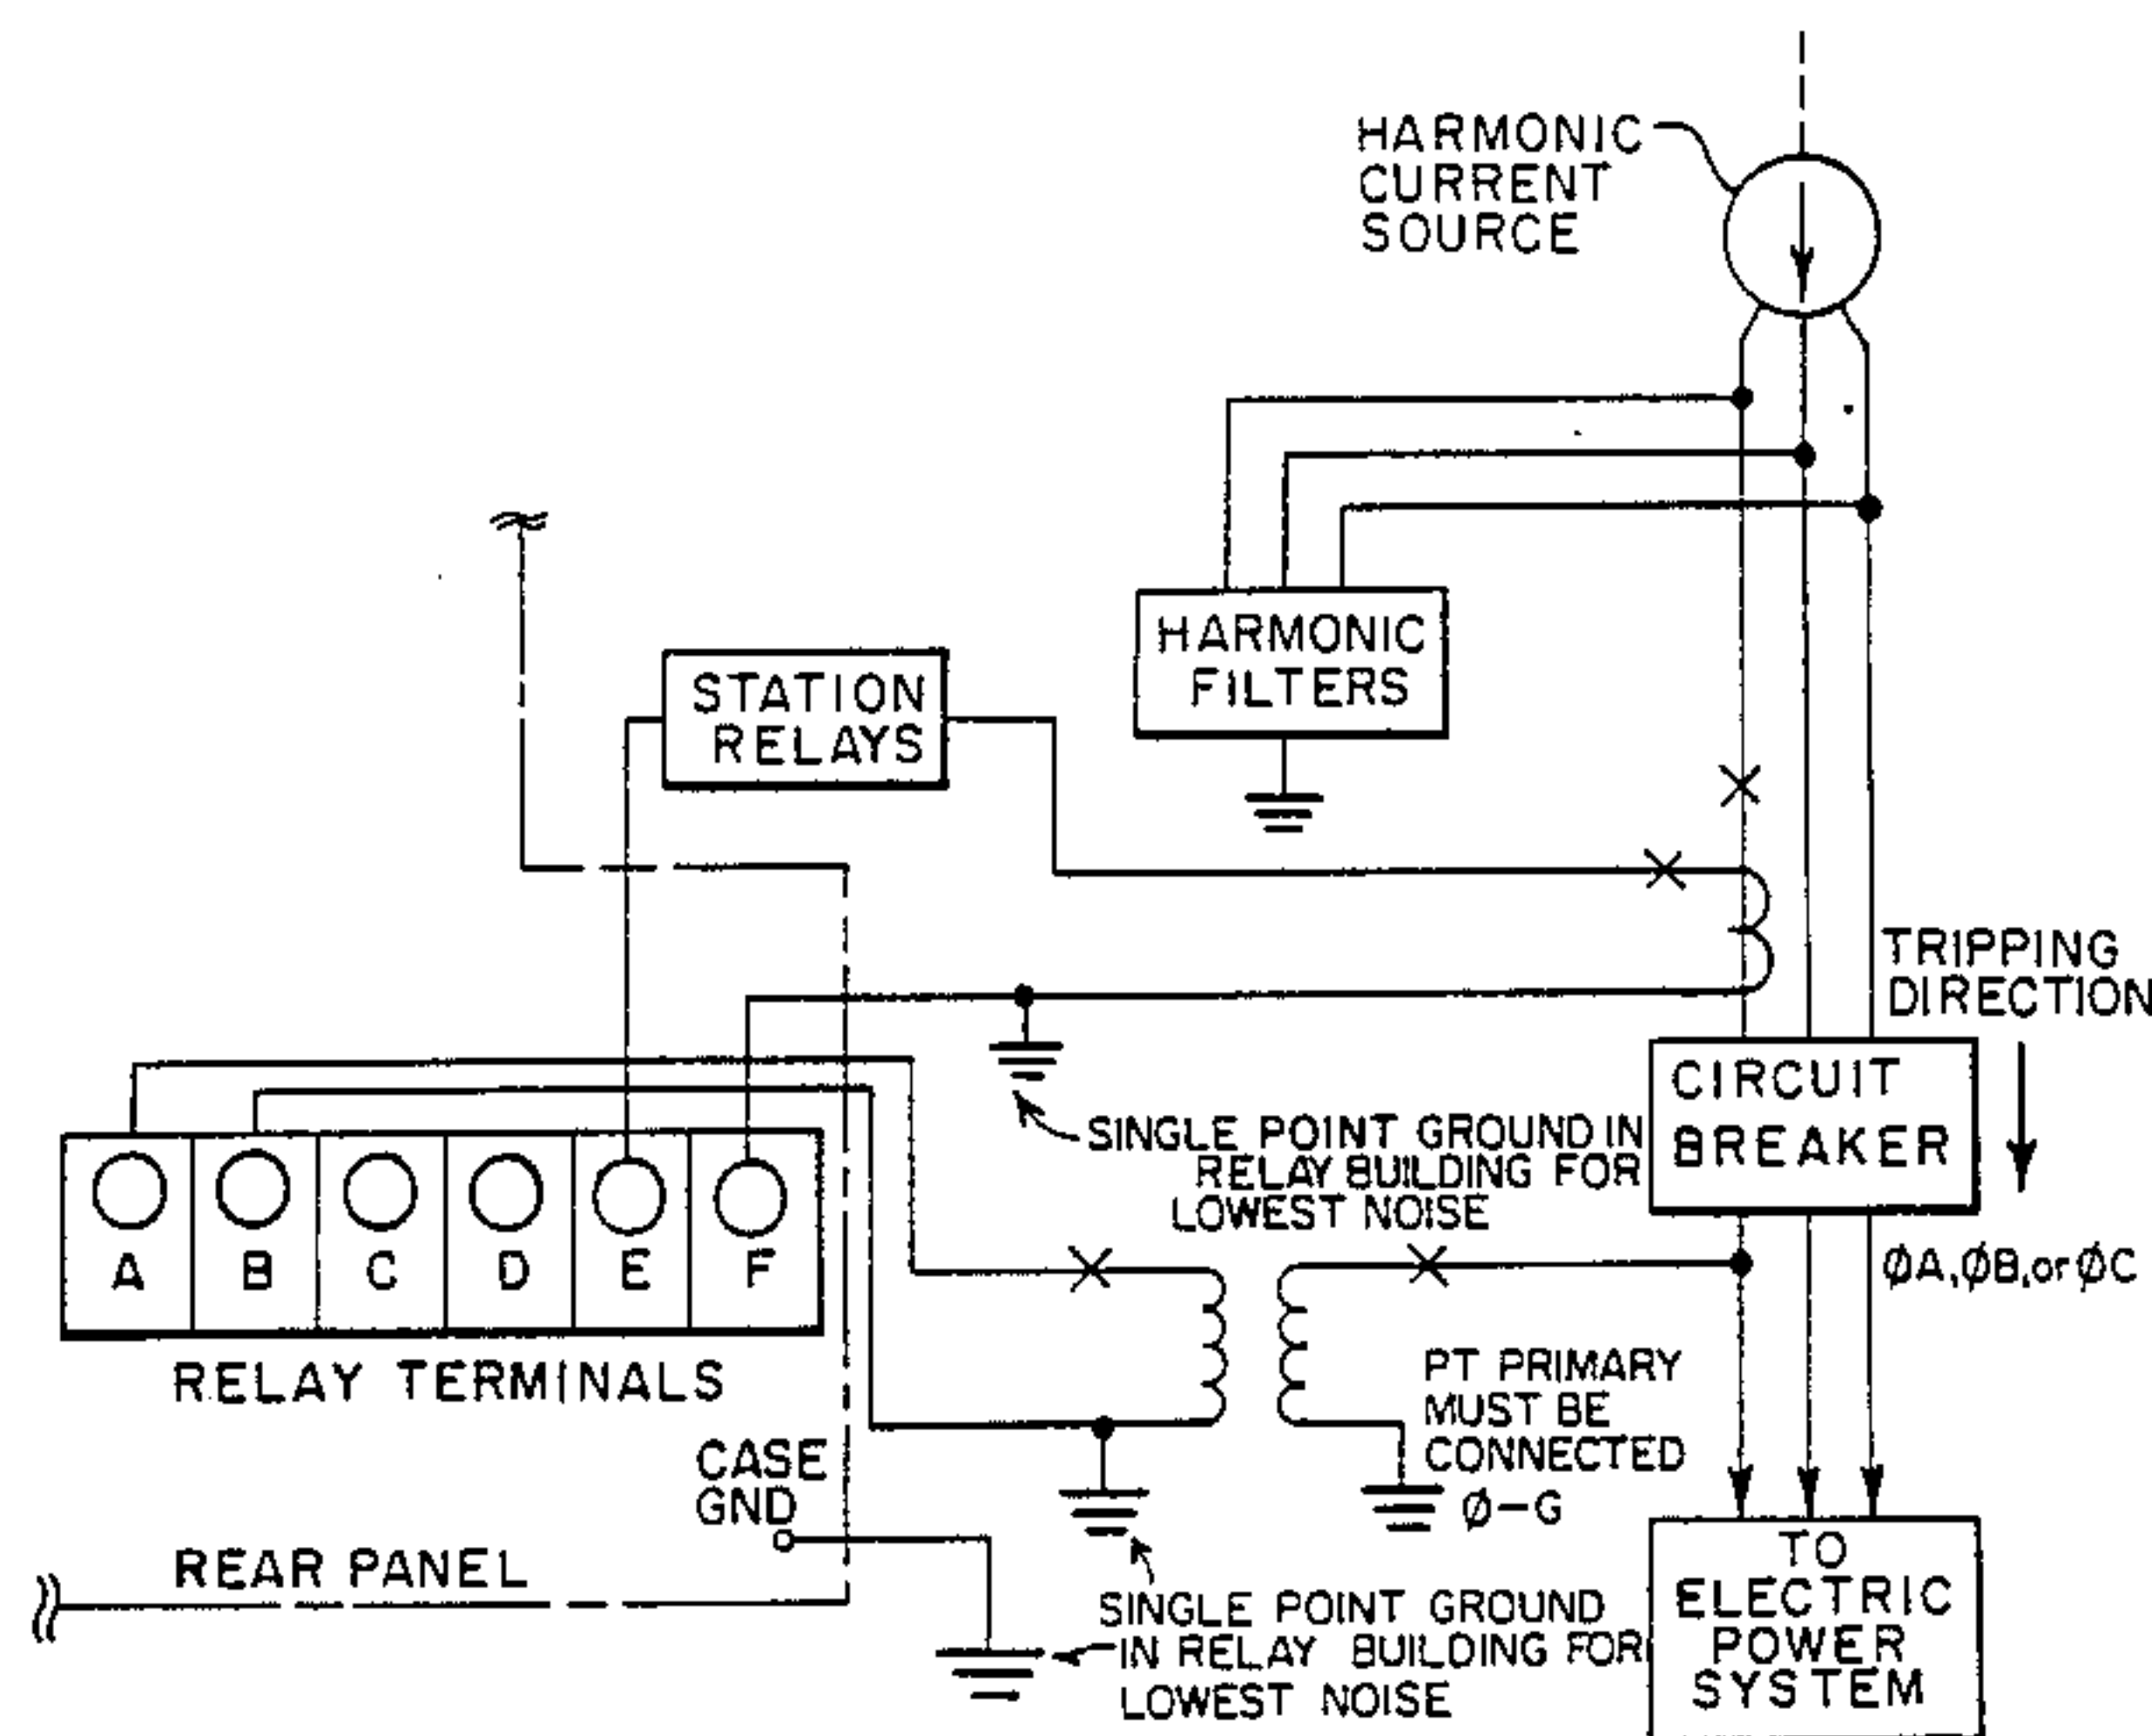 HARMONIC
CURRENT
SOURCE
HARMONIC
FILTERS
STATION
RELAYS
TRIPPING
DIRECTION
CIRCUIT
BREAKER
SINGLE POINT GROUND IN
RELAY BUILDING FOR
LOWEST NOISE
A B C D E F
RELAY TERMINALS
ØA,ØB,or ØC
PT PRIMARY
MUST BE
CONNECTED
Ø-G
CASE
GND
REAR PANEL
SINGLE POINT GROUND
IN RELAY BUILDING FOR
LOWEST NOISE
TO
ELECTRIC
POWER
SYSTEM